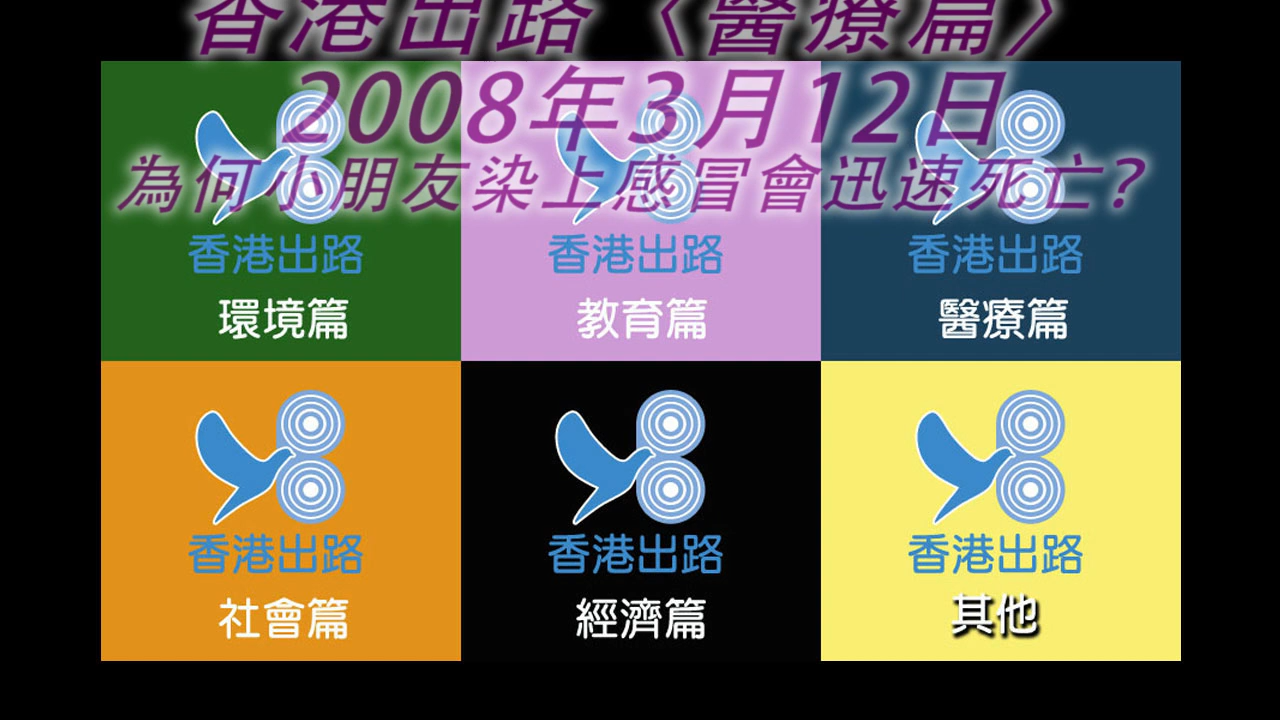 香港出路〈醫療篇〉
2008年3月12日
為何小朋友染上感冒會迅速死亡?
香港出路 香港出路 香港出路
環境篇 教育篇 醫療篇
香港出路 香港出路 香港出路
社會篇 經濟篇 其他